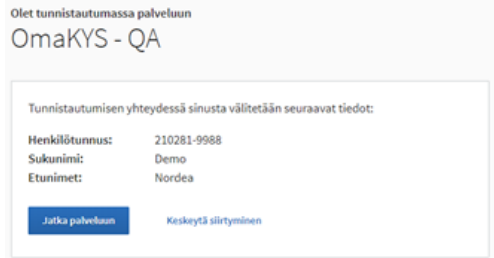 Olet tunnistautumassa palveluun
OmaKYS - QA
Tunnistautumisen yhteydessä sinusta välitetään seuraavat tiedot:
Henkilötunnus: 210281-9988
Sukunimi: Demo
Etunimet: Nordea
Jatka palveluun Keskeytä siirtyminen